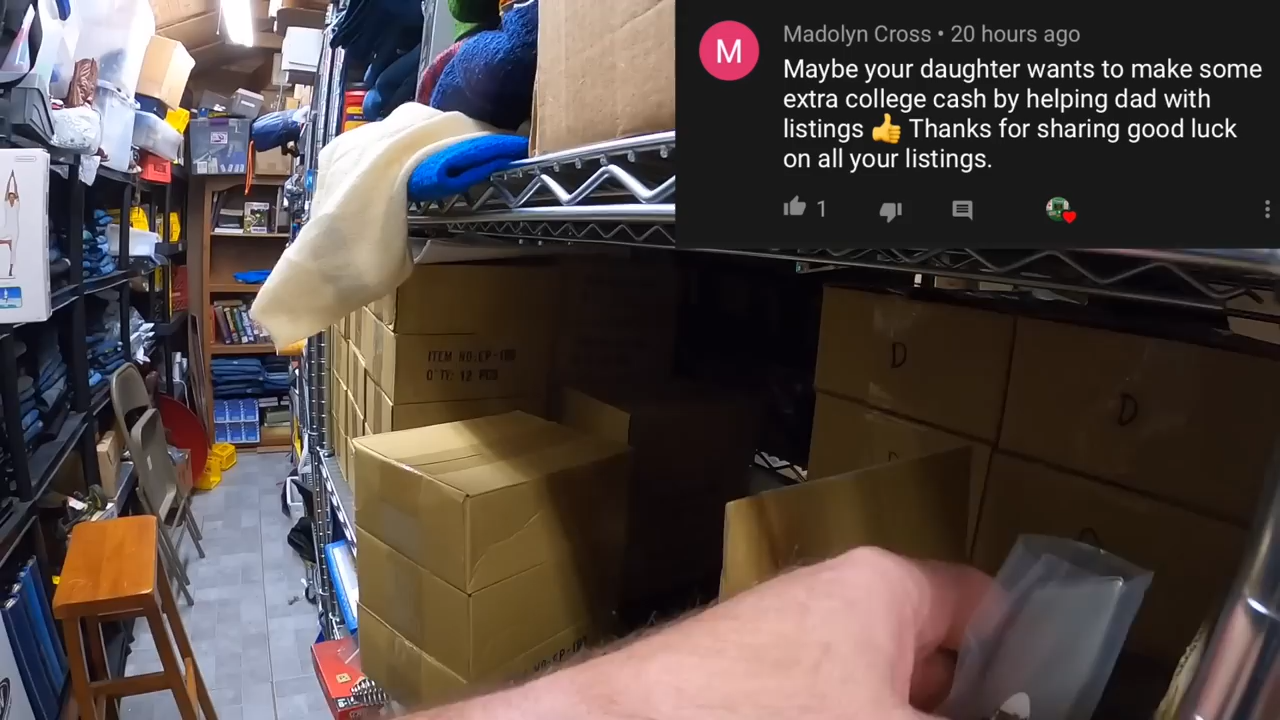 M
Madolyn Cross • 20 hours ago
Maybe your daughter wants to make some
extra college cash by helping dad with
listings 👍 Thanks for sharing good luck
on all your listings.
1
ITEM NO:EP-100
Q'TY: 12 PCS
D
D